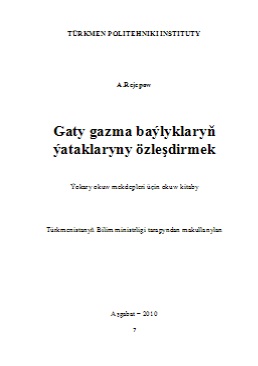 TÜRKMEN POLITEHNIKI INSTITUTY
A.Rejepow
Gaty gazma baýlyklaryň
ýataklaryny özleşdirmek
Ýokary okuw mekdepleri üçin okuw kitaby
Türkmenistanyň Bilim ministrligi tarapyndan makullanylan
Aşgabat – 2010
7